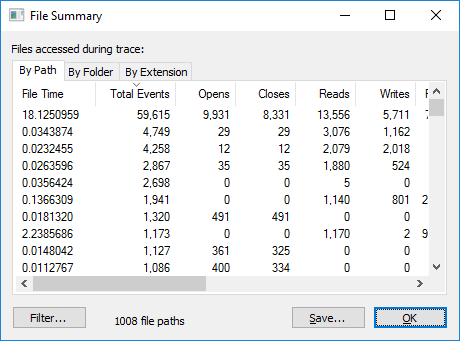 File Summary
Files accessed during trace:
By Path By Folder By Extension
File Time Total Events Opens Closes Reads Writes
18.1250959 59,615 9,931 8,331 13,556 5,711
0.0343874 4,749 29 29 3,076 1,162
0.0232455 4,258 12 12 2,079 2,018
0.0263596 2,867 35 35 1,880 524
0.0356424 2,698 0 0 5 0
0.1366309 1,941 0 0 1,140 801 2
0.0181320 1,320 491 491 0 0
2.2385686 1,173 0 0 1,170 2 9
0.0148042 1,127 361 325 0 0
0.0112767 1,086 400 334 0 0
Filter... 1008 file paths Save... OK